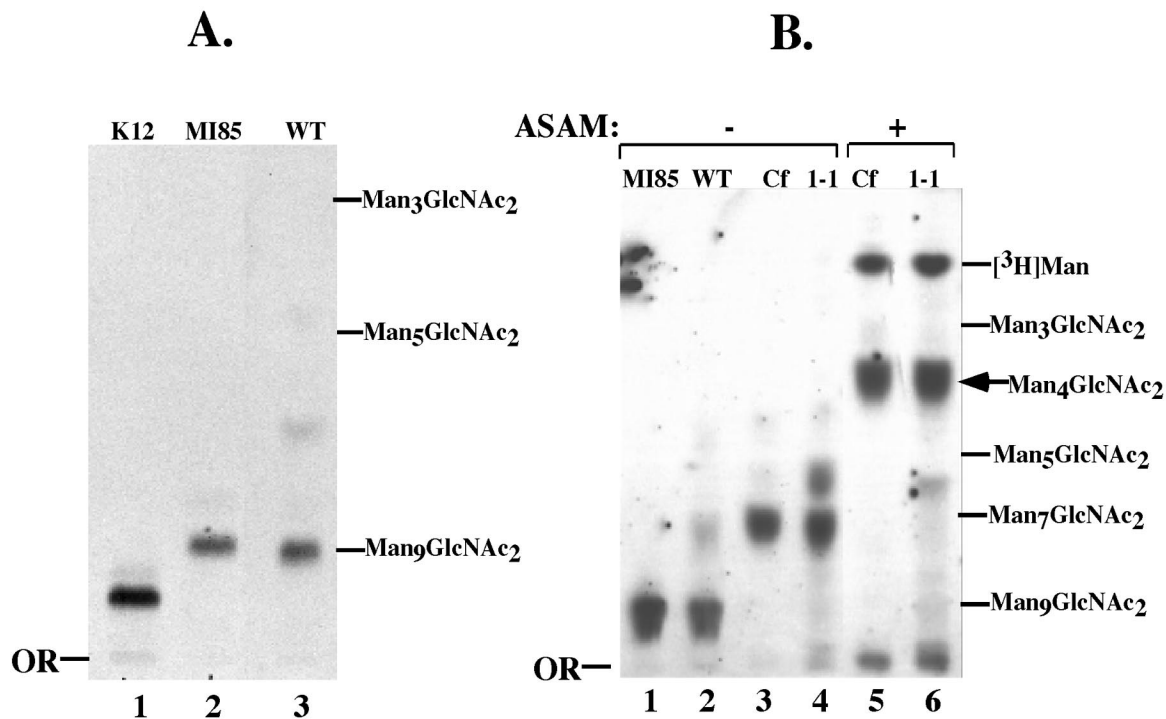 A.
K12 MI85 WT
Man3GlcNAc2
Man5GlcNAc2
Man9GlcNAc2
OR
1 2 3
B.
ASAM: - +
MI85 WT Cf 1-1 Cf 1-1
[³H]Man
Man3GlcNAc2
Man4GlcNAc2
Man5GlcNAc2
Man7GlcNAc2
Man9GlcNAc2
OR
1 2 3 4 5 6